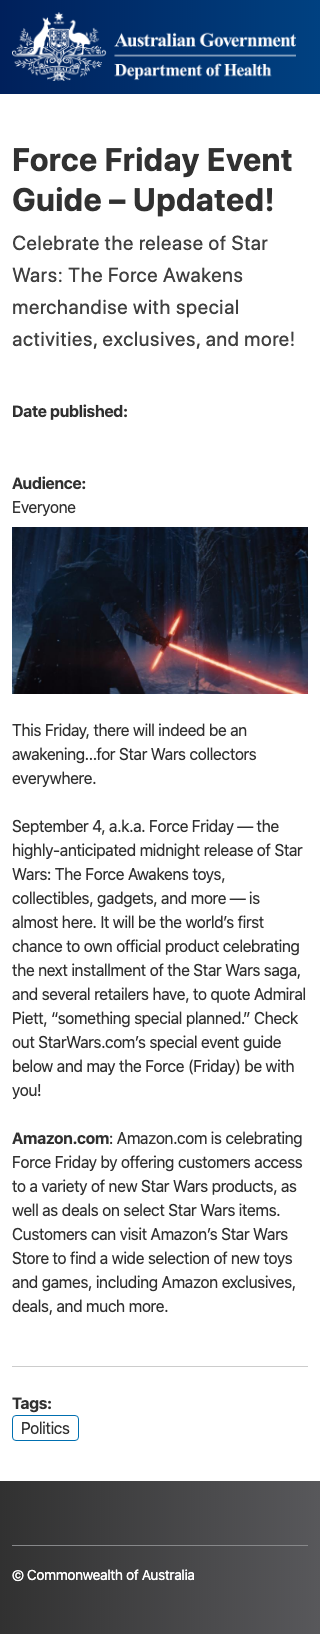 Australian Government
Department of Health
Force Friday Event
Guide – Updated!
Celebrate the release of Star
Wars: The Force Awakens
merchandise with special
activities, exclusives, and more!
Date published:
Audience:
Everyone
This Friday, there will indeed be an
awakening...for Star Wars collectors
everywhere.
September 4, a.k.a. Force Friday — the
highly-anticipated midnight release of Star
Wars: The Force Awakens toys,
collectibles, gadgets, and more — is
almost here. It will be the world’s first
chance to own official product celebrating
the next installment of the Star Wars saga,
and several retailers have, to quote Admiral
Piett, “something special planned.” Check
out StarWars.com’s special event guide
below and may the Force (Friday) be with
you!
Amazon.com: Amazon.com is celebrating
Force Friday by offering customers access
to a variety of new Star Wars products, as
well as deals on select Star Wars items.
Customers can visit Amazon’s Star Wars
Store to find a wide selection of new toys
and games, including Amazon exclusives,
deals, and much more.
Tags:
Politics
© Commonwealth of Australia